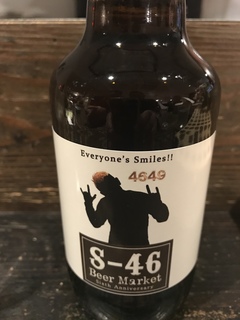 Everyone's Smiles!!
4649
S-46
Beer Market
Sixth Anniversary